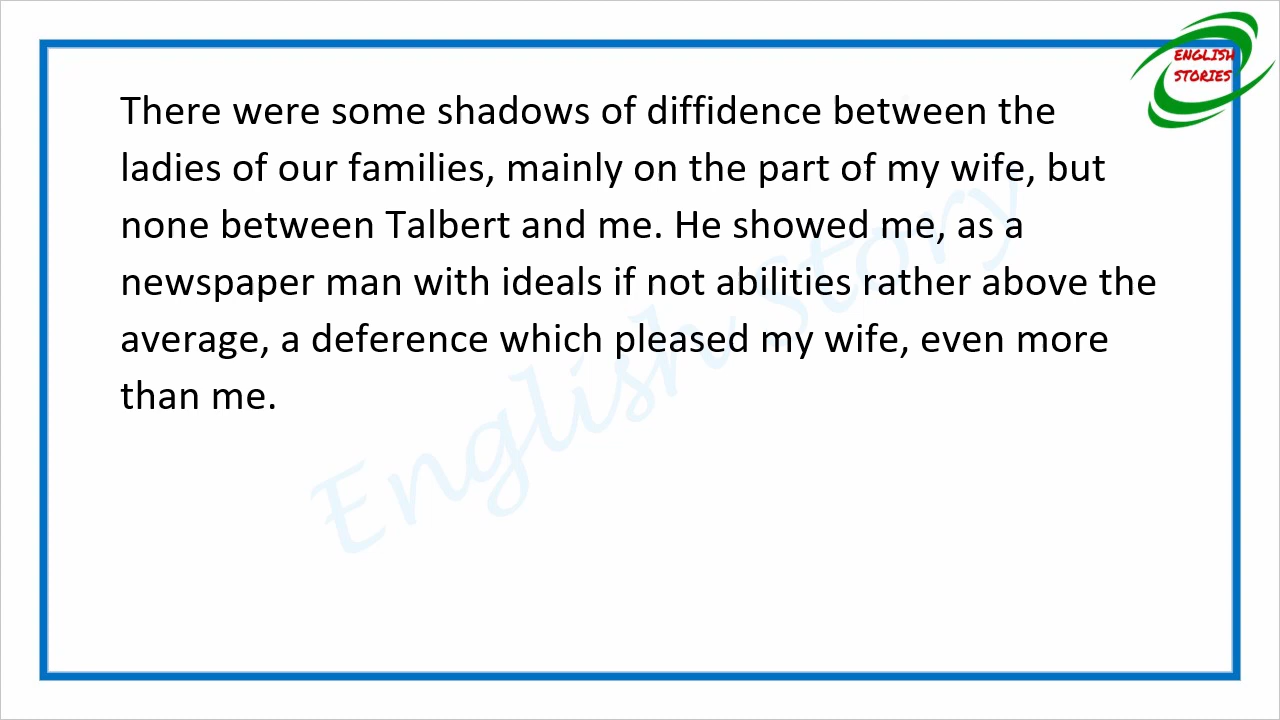 ENGLISH
STORIES
There were some shadows of diffidence between the
ladies of our families, mainly on the part of my wife, but
none between Talbert and me. He showed me, as a
newspaper man with ideals if not abilities rather above the
average, a deference which pleased my wife, even more
than me.
English Story